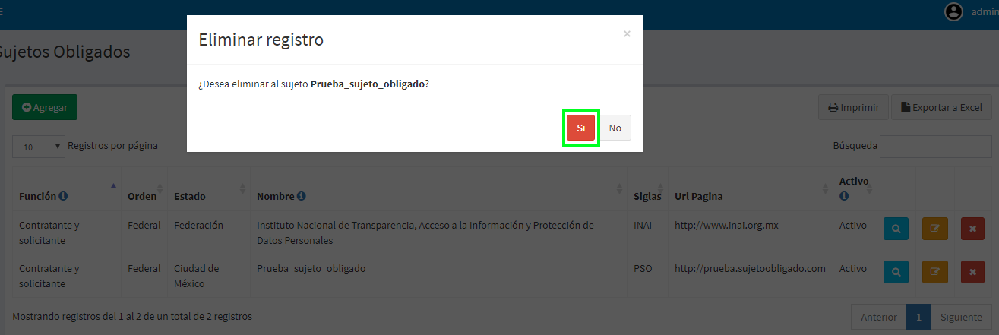 admin
Sujetos Obligados
Eliminar registro
×
¿Desea eliminar al sujeto Prueba_sujeto_obligado?
Si No
Agregar
Imprimir Exportar a Excel
10 Registros por página
Búsqueda
Función Orden Estado Nombre Siglas Url Pagina Activo
Contratante y solicitante Federal Federación Instituto Nacional de Transparencia, Acceso a la Información y Protección de Datos Personales INAI http://www.inai.org.mx Activo
Contratante y solicitante Federal Ciudad de México Prueba_sujeto_obligado PSO http://prueba.sujetoobligado.com Activo
Mostrando registros del 1 al 2 de un total de 2 registros
Anterior 1 Siguiente